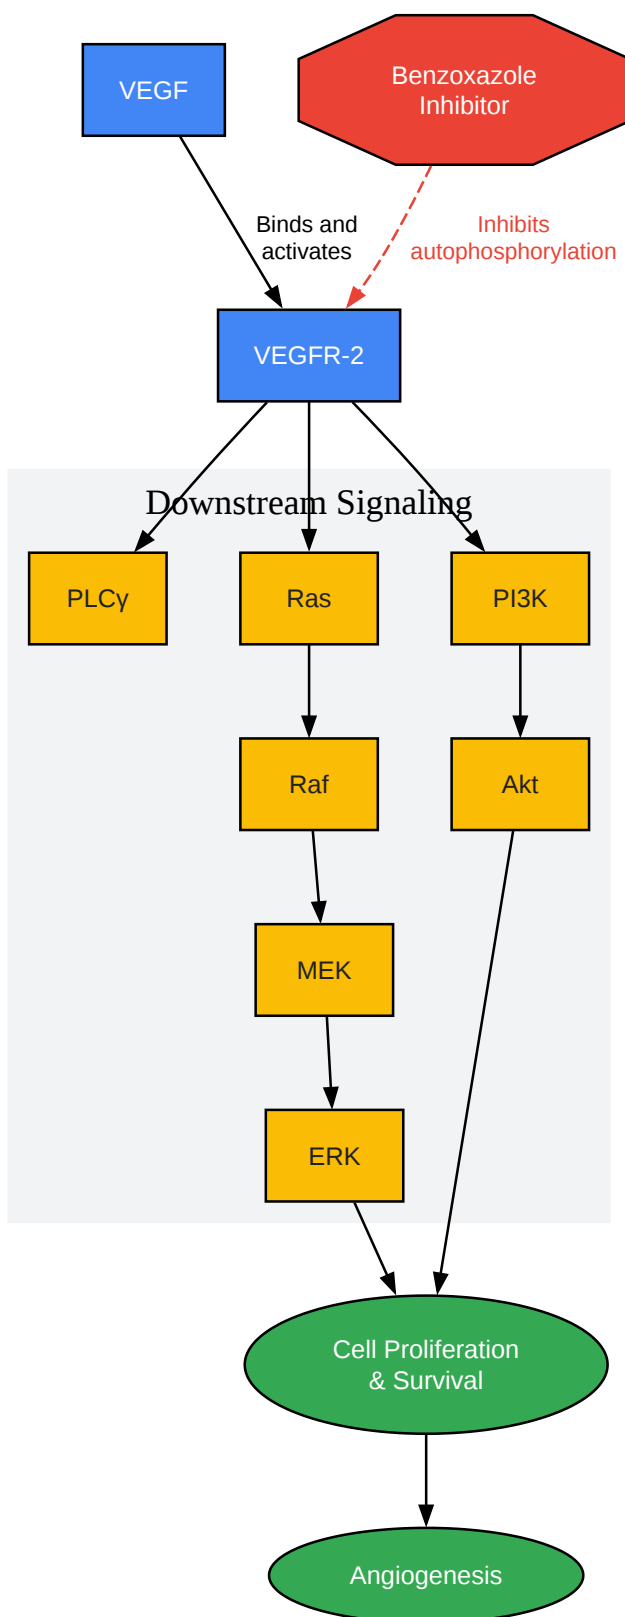 VEGF
Benzoxazole
Inhibitor
Binds and
activates
Inhibits
autophosphorylation
VEGFR-2
Downstream Signaling
PLCγ
Ras
PI3K
Raf
Akt
MEK
ERK
Cell Proliferation
& Survival
Angiogenesis